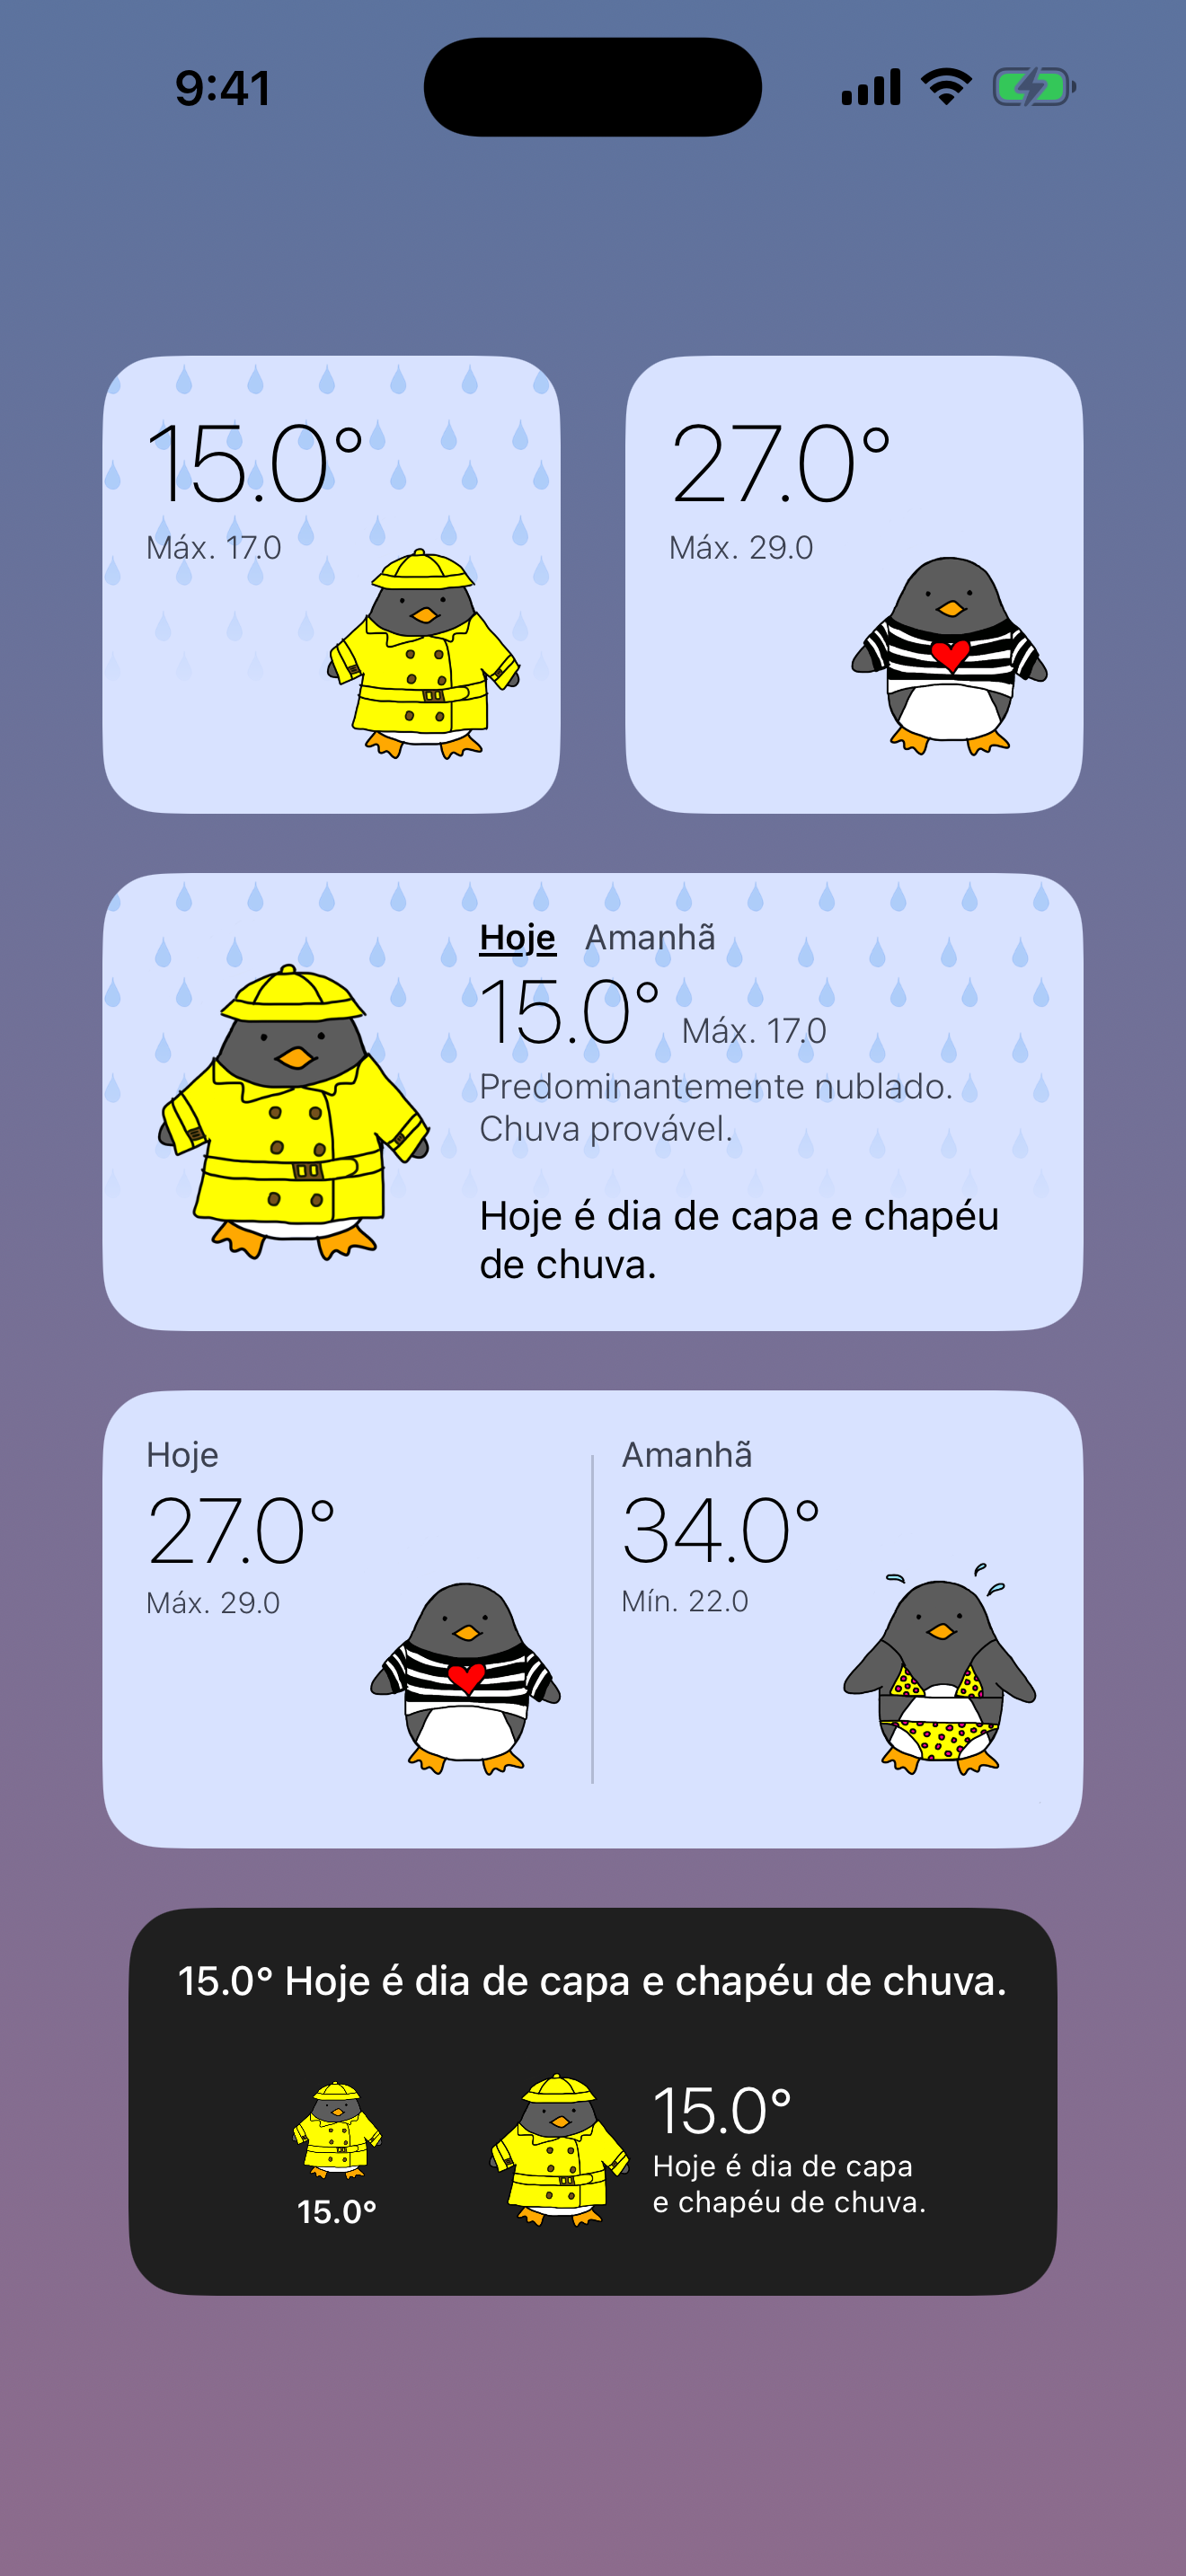 9:41
15.0°
Máx. 17.0
27.0°
Máx. 29.0
Hoje Amanhã
15.0° Máx. 17.0
Predominantemente nublado.
Chuva provável.
Hoje é dia de capa e chapéu
de chuva.
Hoje
27.0°
Máx. 29.0
Amanhã
34.0°
Mín. 22.0
15.0° Hoje é dia de capa e chapéu de chuva.
15.0°
15.0°
Hoje é dia de capa
e chapéu de chuva.